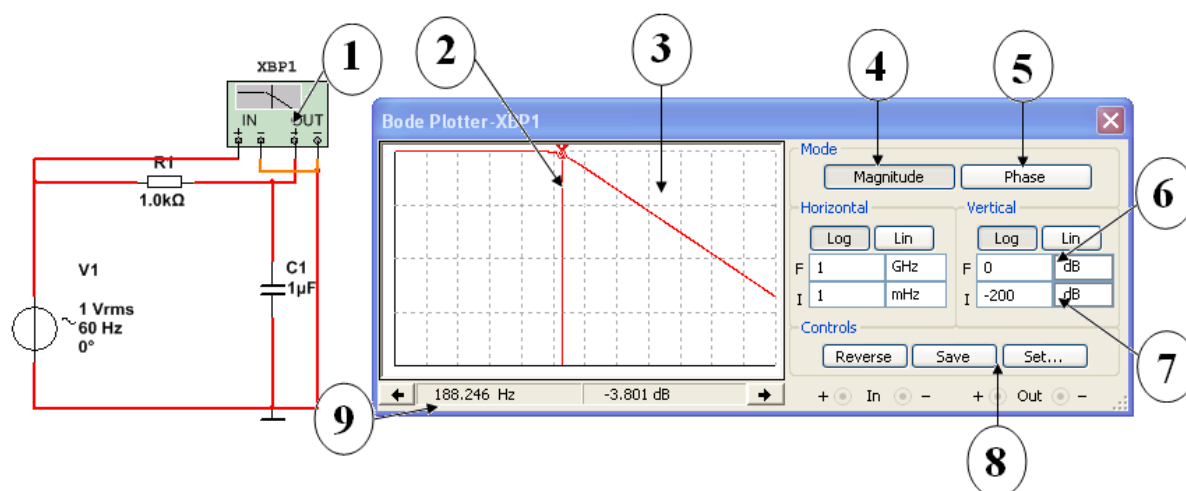 XBP1
IN OUT
R1
1.0kΩ
V1
1 Vrms
60 Hz
0°
C1
1µF
1
2
3
4
5
6
7
8
9
Bode Plotter-XBP1
Mode
Magnitude Phase
Horizontal Vertical
Log Lin Log Lin
F 1 GHz F 0 dB
I 1 mHz I -200 dB
Controls
Reverse Save Set...
188.246 Hz -3.801 dB
+ In - + Out -